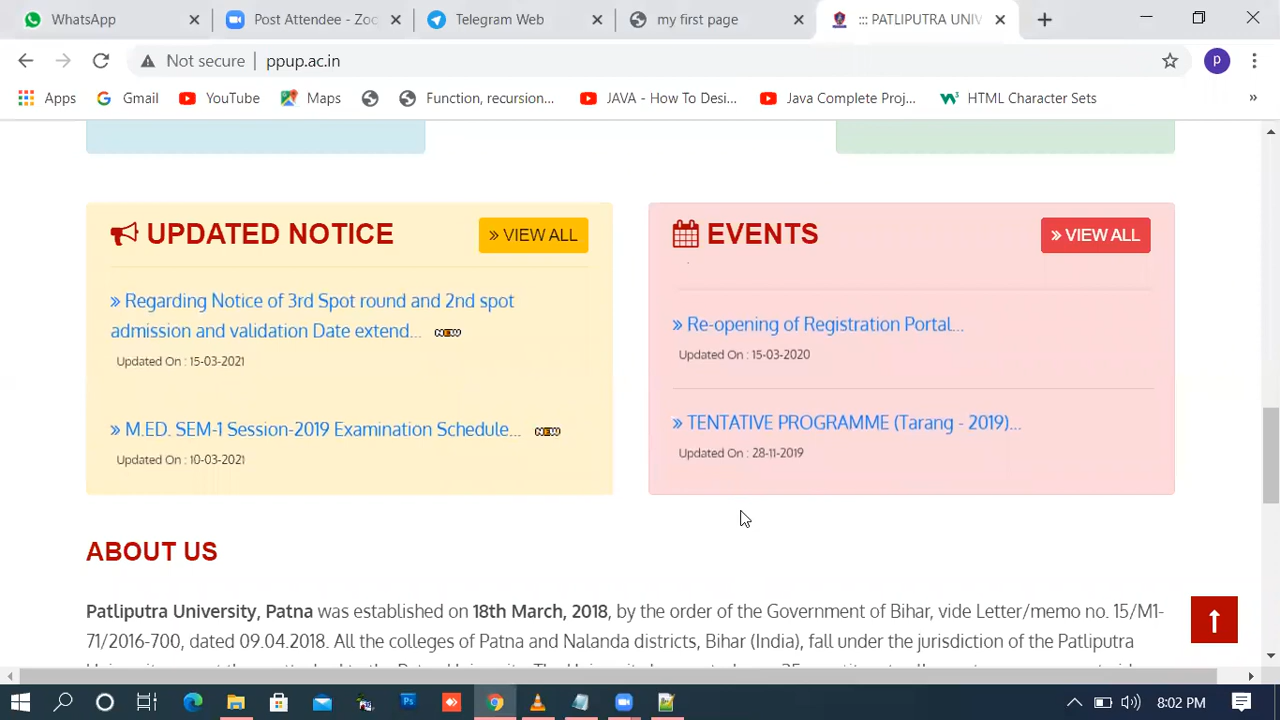 WhatsApp
Post Attendee - Zoo
Telegram Web
my first page
::: PATLIPUTRA UNIV
Not secure
ppup.ac.in
p
Apps
Gmail
YouTube
Maps
Function, recursion...
JAVA - How To Desi...
Java Complete Proj...
HTML Character Sets
»
UPDATED NOTICE
» VIEW ALL
» Regarding Notice of 3rd Spot round and 2nd spot
admission and validation Date extend... NEW
Updated On : 15-03-2021
» M.ED. SEM-1 Session-2019 Examination Schedule... NEW
Updated On : 10-03-2021
EVENTS
» VIEW ALL
» Re-opening of Registration Portal...
Updated On : 15-03-2020
» TENTATIVE PROGRAMME (Tarang - 2019)...
Updated On : 28-11-2019
ABOUT US
Patliputra University, Patna was established on 18th March, 2018, by the order of the Government of Bihar, vide Letter/memo no. 15/M1-
71/2016-700, dated 09.04.2018. All the colleges of Patna and Nalanda districts, Bihar (India), fall under the jurisdiction of the Patliputra
8:02 PM